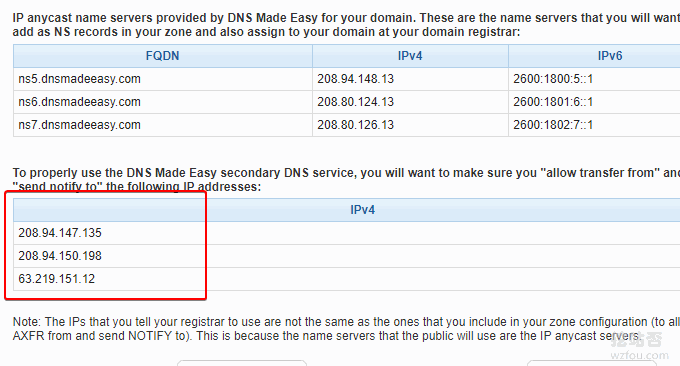 IP anycast name servers provided by DNS Made Easy for your domain. These are the name servers that you will want
add as NS records in your zone and also assign to your domain at your domain registrar:
FQDN IPv4 IPv6
ns5.dnsmadeeasy.com 208.94.148.13 2600:1800:5::1
ns6.dnsmadeeasy.com 208.80.124.13 2600:1801:6::1
ns7.dnsmadeeasy.com 208.80.126.13 2600:1802:7::1
To properly use the DNS Made Easy secondary DNS service, you will want to make sure you "allow transfer from" and
"send notify to" the following IP addresses:
IPv4
208.94.147.135
208.94.150.198
63.219.151.12
Note: The IPs that you tell your registrar to use are not the same as the ones that you include in your zone configuration (to all
AXFR from and send NOTIFY to). This is because the name servers that the public will use are the IP anycast servers.
挖站否
wzfou.com